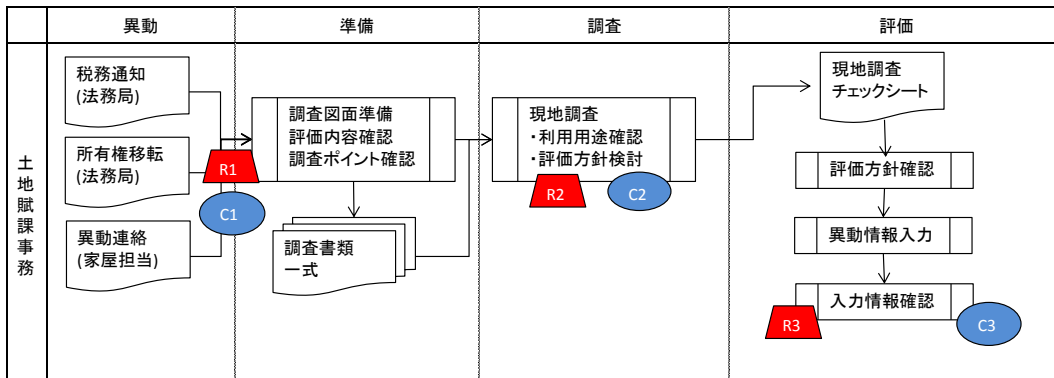 異動
準備
調査
評価
土地賦課事務
税務通知
(法務局)
所有権移転
(法務局)
異動連絡
(家屋担当)
R1
C1
調査図面準備
評価内容確認
調査ポイント確認
調査書類
一式
現地調査
・利用用途確認
・評価方針検討
R2
C2
現地調査
チェックシート
評価方針確認
異動情報入力
入力情報確認
R3
C3